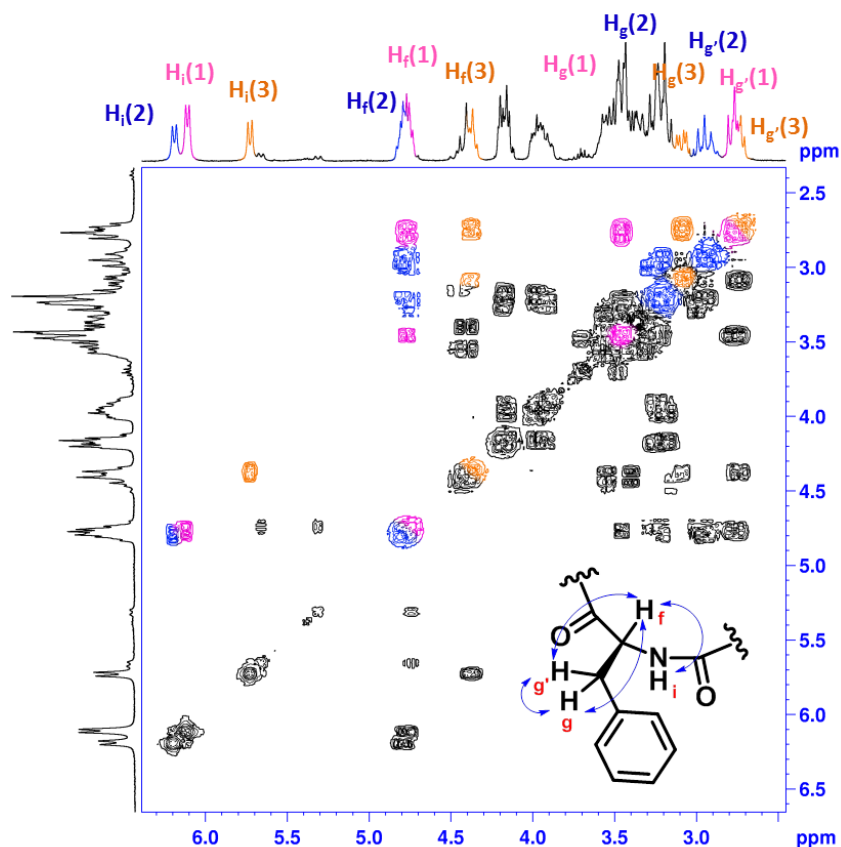 Hg(2)
Hf(1) Hg'(2)
Hf(3) Hg(1) Hg(3) Hg'(1)
Hi(1)
Hi(3)
Hi(2) Hf(2)
Hg'(3)
ppm
ppm
2.5
3.0
3.5
4.0
4.5
5.0
5.5
6.0
6.5
H
f
O
H N
g' H i
H O
g
6.0 5.5 5.0 4.5 4.0 3.5 3.0 ppm